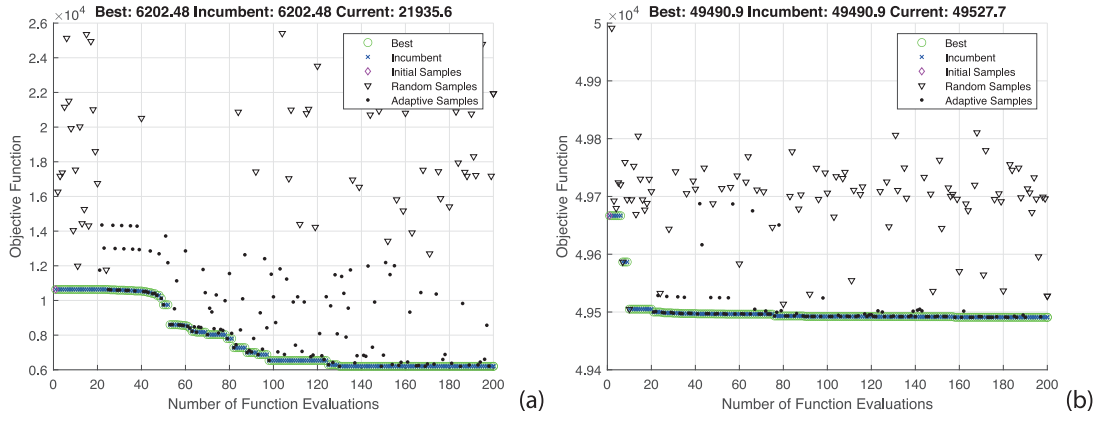 Best: 6202.48 Incumbent: 6202.48 Current: 21935.6
×10⁴
2.6
2.4
2.2
2
1.8
1.6
1.4
1.2
1
0.8
0.6
Objective Function
Best
Incumbent
Initial Samples
Random Samples
Adaptive Samples
0 20 40 60 80 100 120 140 160 180 200
Number of Function Evaluations
(a)
Best: 49490.9 Incumbent: 49490.9 Current: 49527.7
×10⁴
5
4.99
4.98
4.97
4.96
4.95
4.94
Objective Function
Best
Incumbent
Initial Samples
Random Samples
Adaptive Samples
0 20 40 60 80 100 120 140 160 180 200
Number of Function Evaluations
(b)